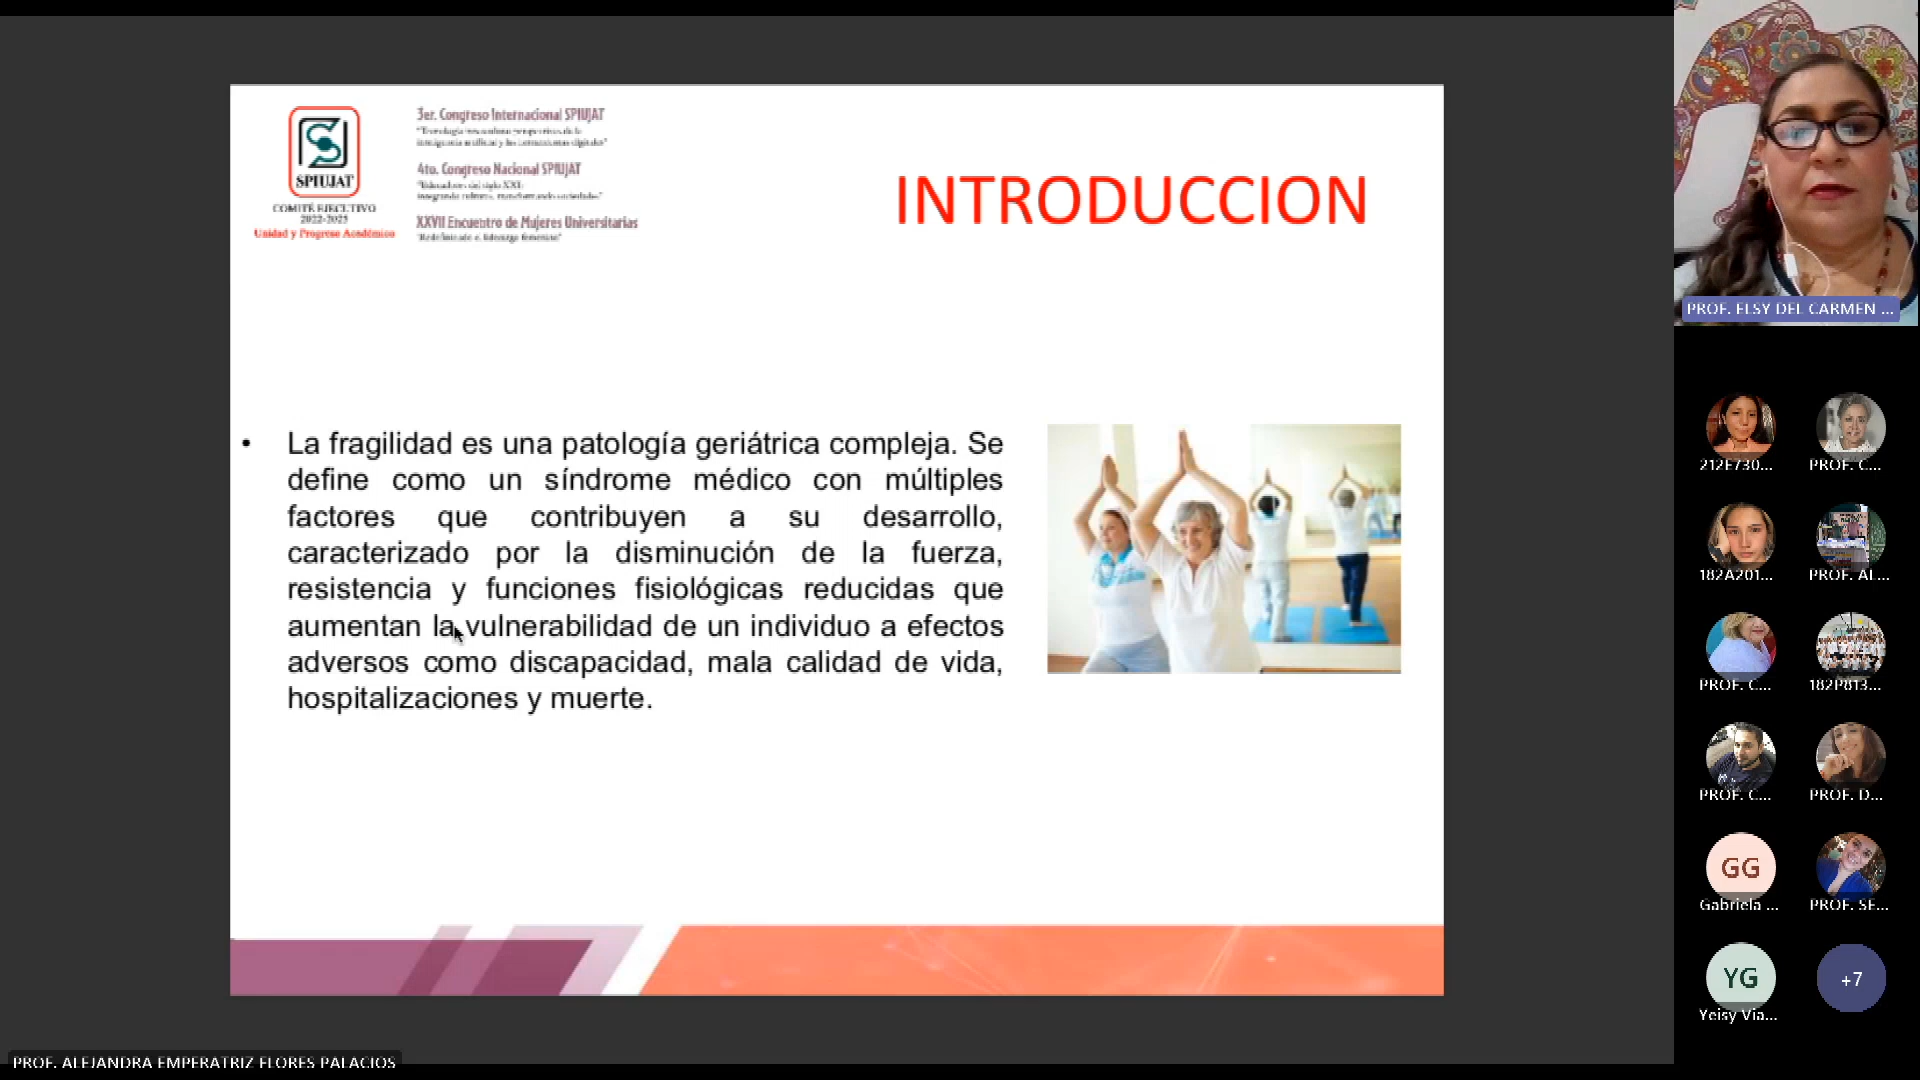 SPIUJAT
COMITÉ EJECUTIVO
2022-2025
Unidad y Progreso Académico
3er. Congreso Internacional SPIUJAT
4to. Congreso Nacional SPIUJAT
"Educadores del siglo XXI:
XXVII Encuentro de Mujeres Universitarias
INTRODUCCION
• La fragilidad es una patología geriátrica compleja. Se
define como un síndrome médico con múltiples
factores que contribuyen a su desarrollo,
caracterizado por la disminución de la fuerza,
resistencia y funciones fisiológicas reducidas que
aumentan la vulnerabilidad de un individuo a efectos
adversos como discapacidad, mala calidad de vida,
hospitalizaciones y muerte.
PROF. ELSY DEL CARMEN ...
212E730...
PROF. C...
182A201...
PROF. AL...
PROF. C...
182P813...
PROF. C...
PROF. D...
GG
Gabriela ...
PROF. SE...
YG
Yeisy Via...
+7
PROF. ALEJANDRA EMPERATRIZ FLORES PALACIOS